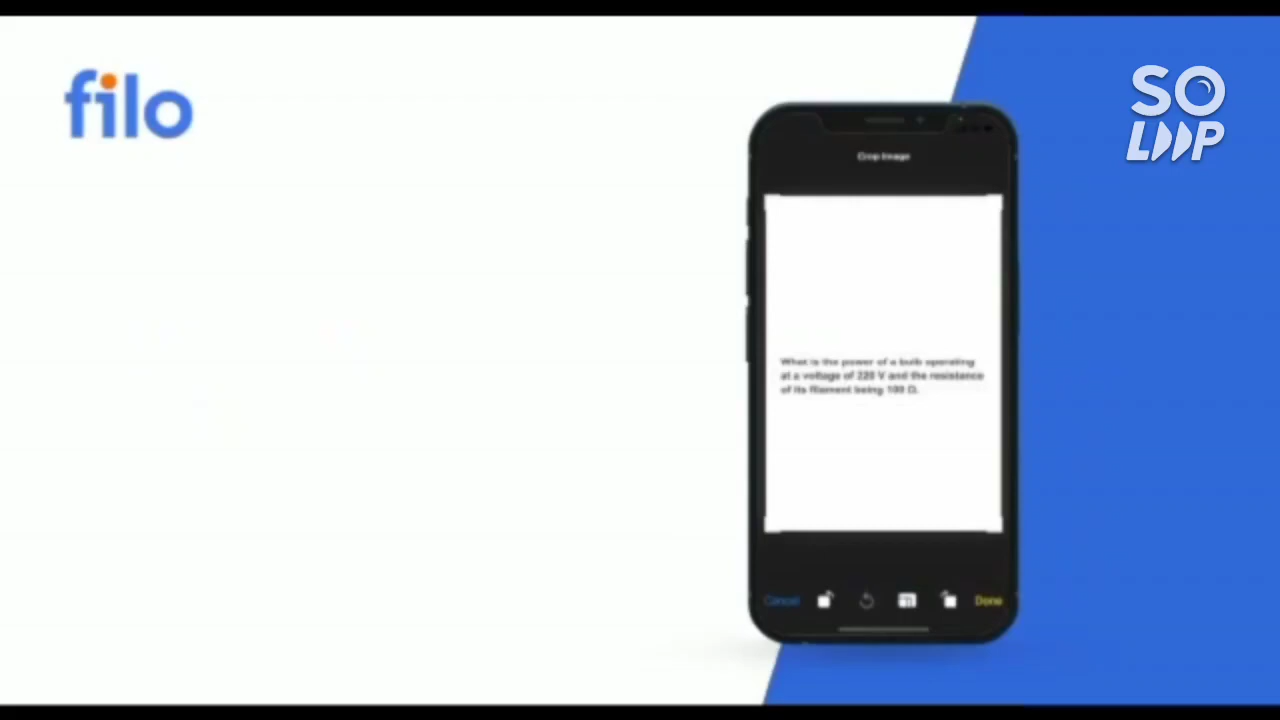 filo
SO
LOOP
Crop Image
What is the power of a bulb operating
at a voltage of 220 V and the resistance
of its filament being 100 Ω.
Cancel
Done